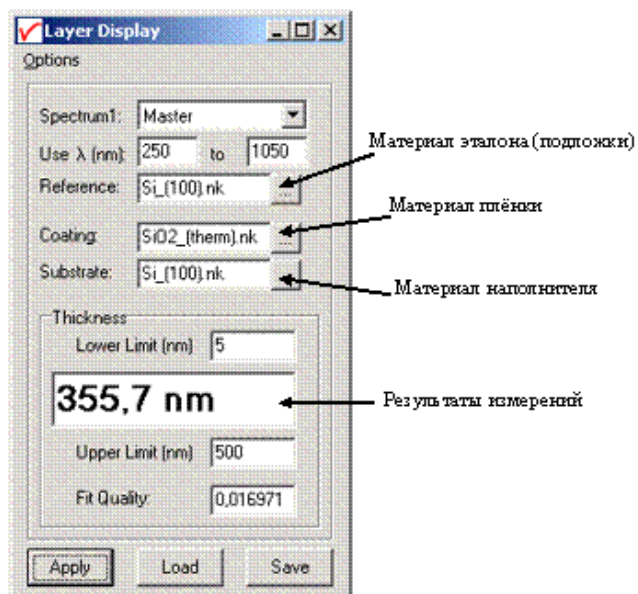 Layer Display
Options
Spectrum1: Master
Use λ (nm): 250 to 1050
Материал эталона (подложки)
Reference: Si_(100).nk ...
Материал плёнки
Coating: SiO2_(therm).nk ...
Substrate: Si_(100).nk
Материал наполнителя
Thickness
Lower Limit (nm) 5
355,7 nm
Результаты измерений
Upper Limit (nm) 500
Fit Quality: 0,016971
Apply Load Save